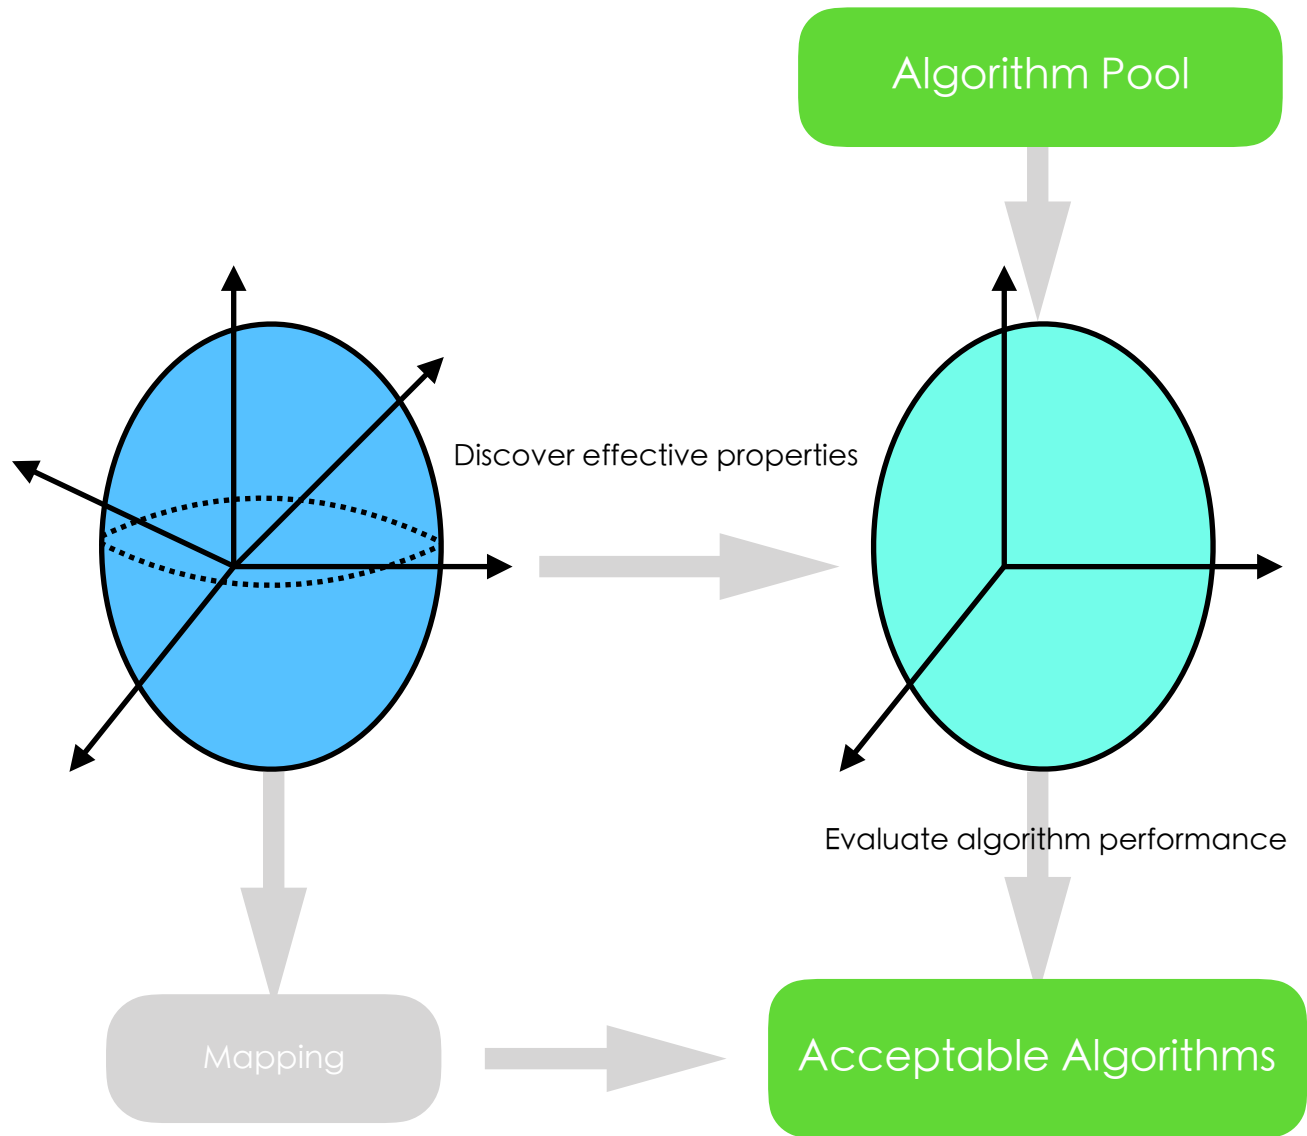 Algorithm Pool
Discover effective properties
Evaluate algorithm performance
Mapping
Acceptable Algorithms